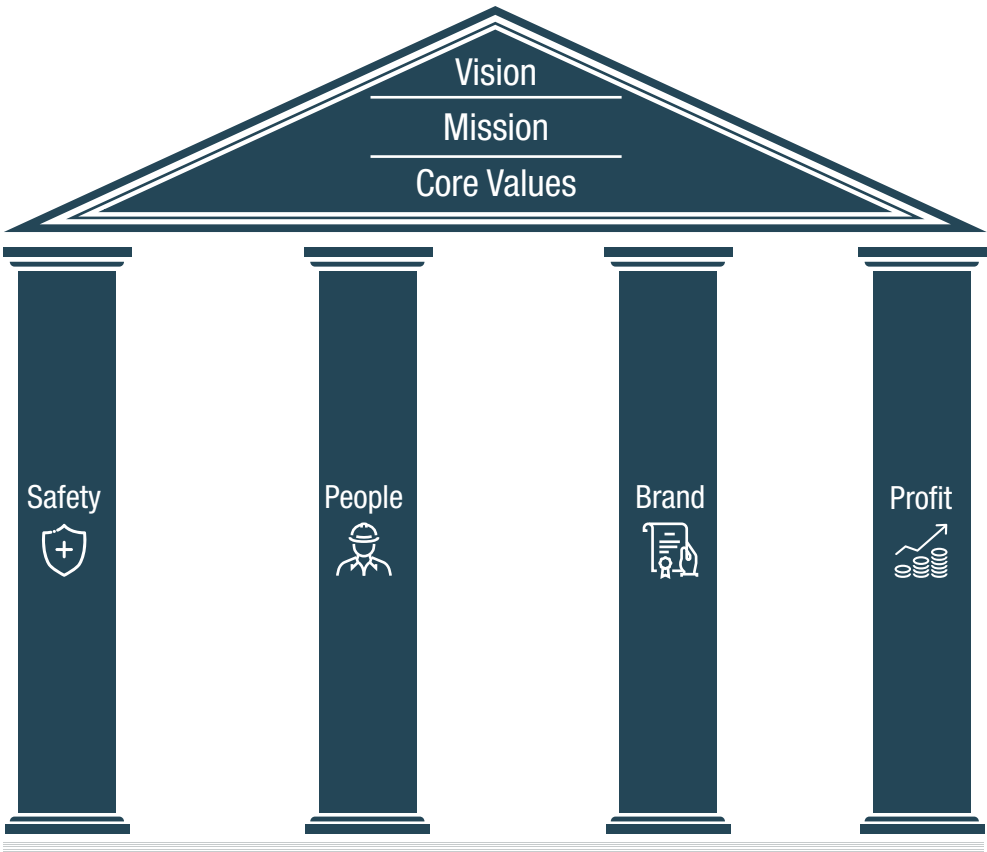 Vision
Mission
Core Values
Safety
People
Brand
Profit